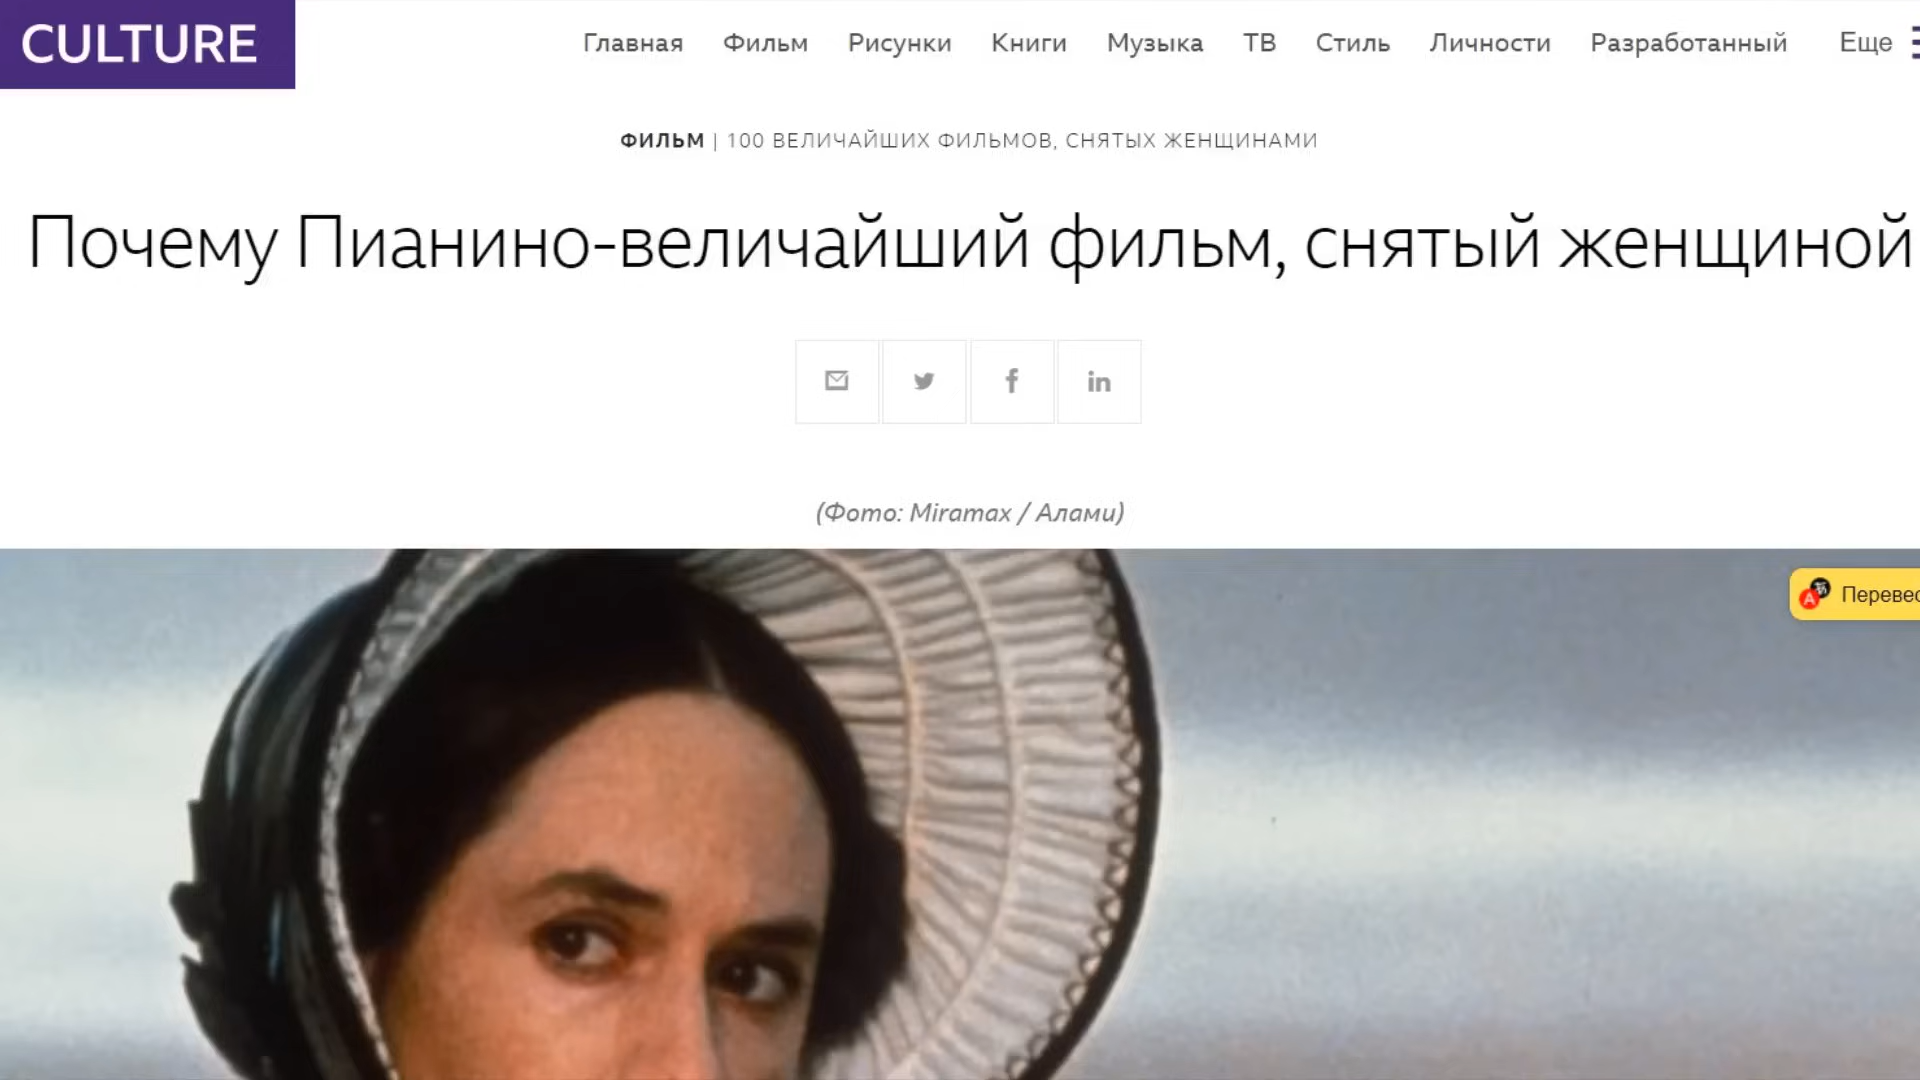 CULTURE
Главная Фильм Рисунки Книги Музыка ТВ Стиль Личности Разработанный Еще
ФИЛЬМ | 100 ВЕЛИЧАЙШИХ ФИЛЬМОВ, СНЯТЫХ ЖЕНЩИНАМИ
Почему Пианино-величайший фильм, снятый женщиной
(Фото: Miramax / Алами)